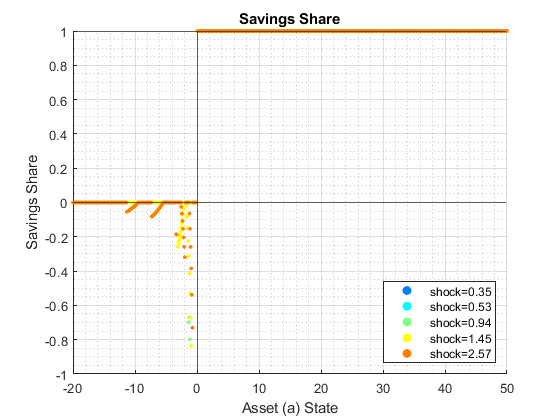 Savings Share
1
0.8
0.6
0.4
0.2
0
-0.2
-0.4
-0.6
-0.8
-1
Savings Share
shock=0.35
shock=0.53
shock=0.94
shock=1.45
shock=2.57
-20 -10 0 10 20 30 40 50
Asset (a) State